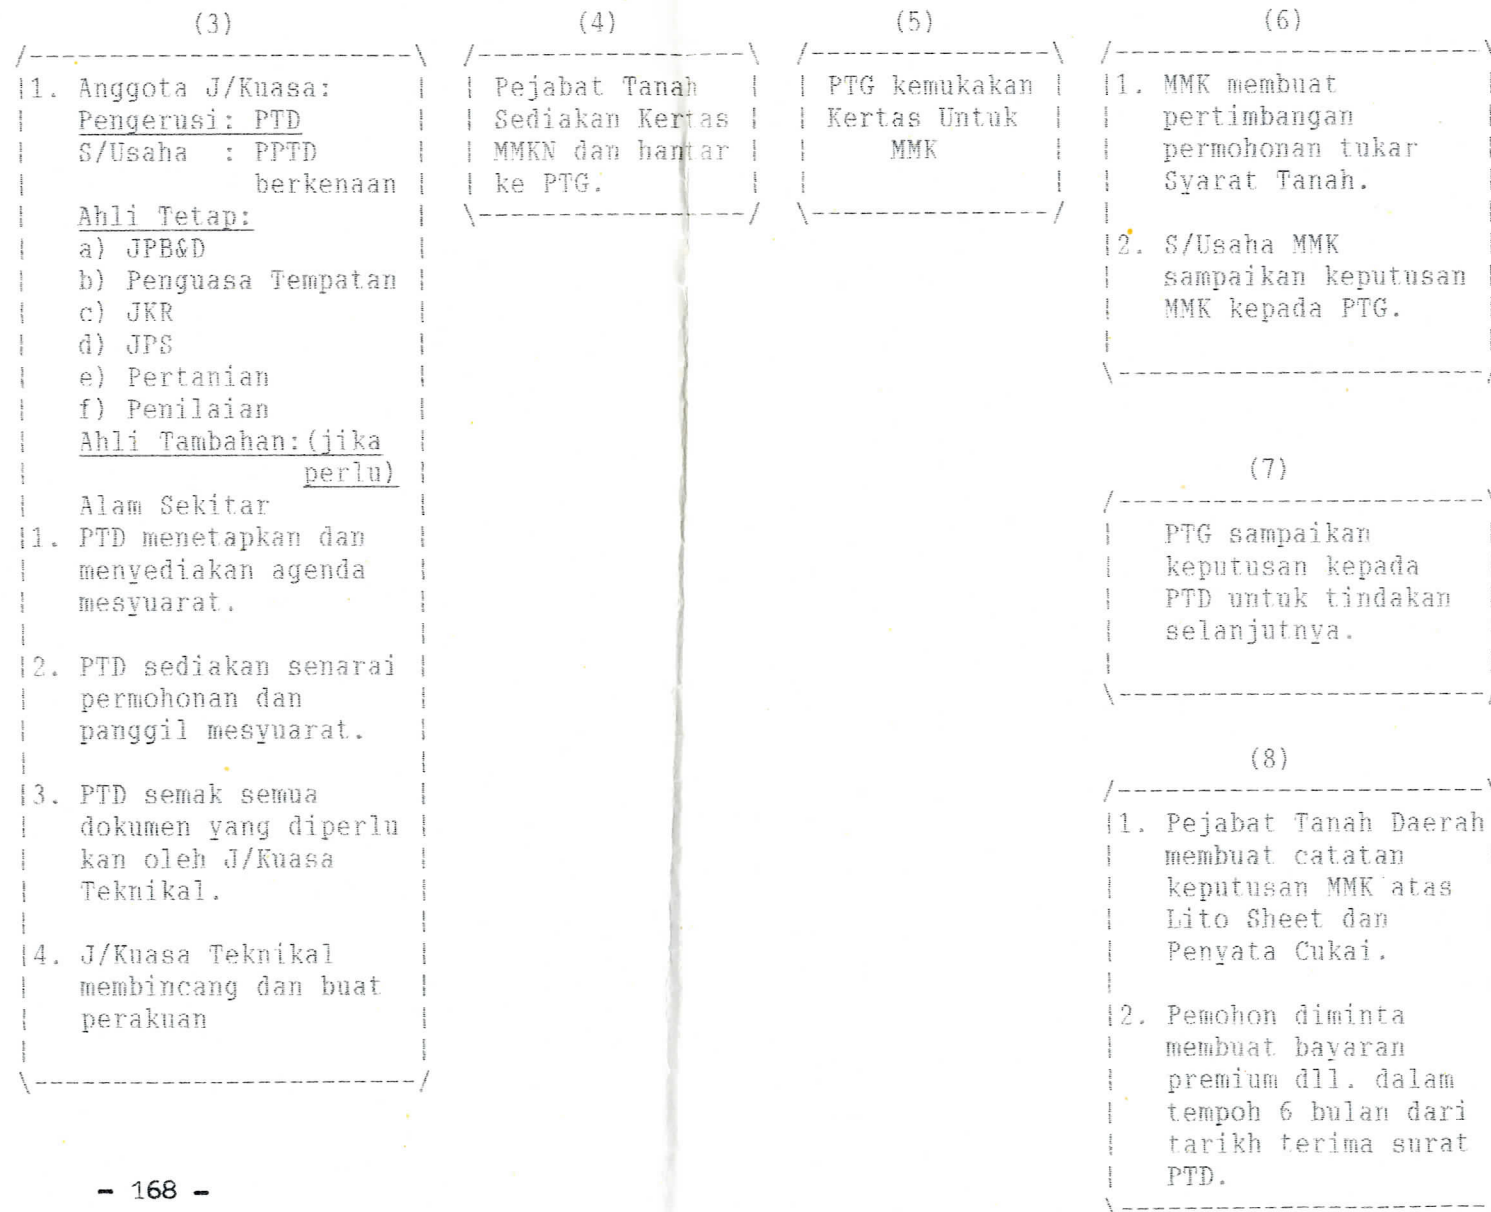 (3)
1. Anggota J/Kuasa:
Pengerusi: PTD
S/Usaha : PPTD
berkenaan
Ahli Tetap:
a) JPB&D
b) Penguasa Tempatan
c) JKR
d) JPS
e) Pertanian
f) Penilaian
Ahli Tambahan:(jika
perlu)
Alam Sekitar
1. PTD menetapkan dan
menyediakan agenda
mesyuarat.
2. PTD sediakan senarai
permohonan dan
panggil mesyuarat.
3. PTD semak semua
dokumen yang diperlu
kan oleh J/Kuasa
Teknikal.
4. J/Kuasa Teknikal
membincang dan buat
perakuan
(4)
Pejabat Tanah
Sediakan Kertas
MMKN dan hantar
ke PTG.
(5)
PTG kemukakan
Kertas Untuk
MMK
(6)
1. MMK membuat
pertimbangan
permohonan tukar
Syarat Tanah.
2. S/Usaha MMK
sampaikan keputusan
MMK kepada PTG.
(7)
PTG sampaikan
keputusan kepada
PTD untuk tindakan
selanjutnya.
(8)
1. Pejabat Tanah Daerah
membuat catatan
keputusan MMK atas
Lito Sheet dan
Penyata Cukai.
2. Pemohon diminta
membuat bayaran
premium dll. dalam
tempoh 6 bulan dari
tarikh terima surat
PTD.
- 168 -